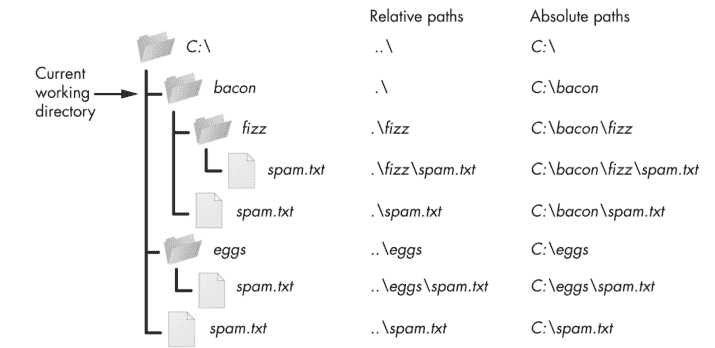 Relative paths Absolute paths
C:\ ..\ C:\
Current working directory
bacon .\ C:\bacon
fizz .\fizz C:\bacon\fizz
spam.txt .\fizz\spam.txt C:\bacon\fizz\spam.txt
spam.txt .\spam.txt C:\bacon\spam.txt
eggs ..\eggs C:\eggs
spam.txt ..\eggs\spam.txt C:\eggs\spam.txt
spam.txt ..\spam.txt C:\spam.txt